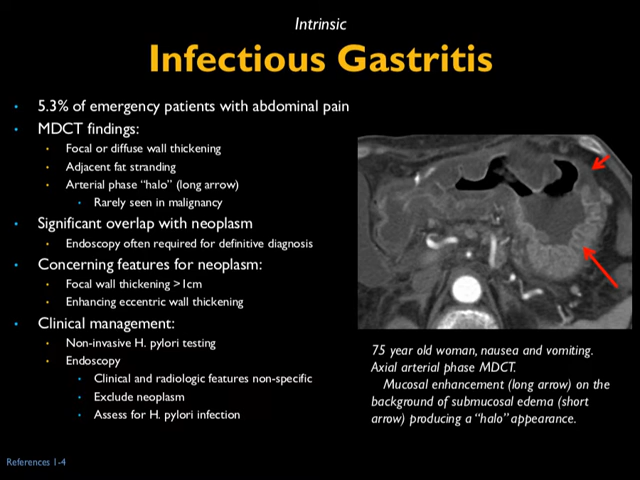 Intrinsic
Infectious Gastritis
• 5.3% of emergency patients with abdominal pain
• MDCT findings:
• Focal or diffuse wall thickening
• Adjacent fat stranding
• Arterial phase “halo” (long arrow)
• Rarely seen in malignancy
• Significant overlap with neoplasm
• Endoscopy often required for definitive diagnosis
• Concerning features for neoplasm:
• Focal wall thickening >1cm
• Enhancing eccentric wall thickening
• Clinical management:
• Non-invasive H. pylori testing
• Endoscopy
• Clinical and radiologic features non-specific
• Exclude neoplasm
• Assess for H. pylori infection
75 year old woman, nausea and vomiting.
Axial arterial phase MDCT.
Mucosal enhancement (long arrow) on the
background of submucosal edema (short
arrow) producing a “halo” appearance.
References 1-4